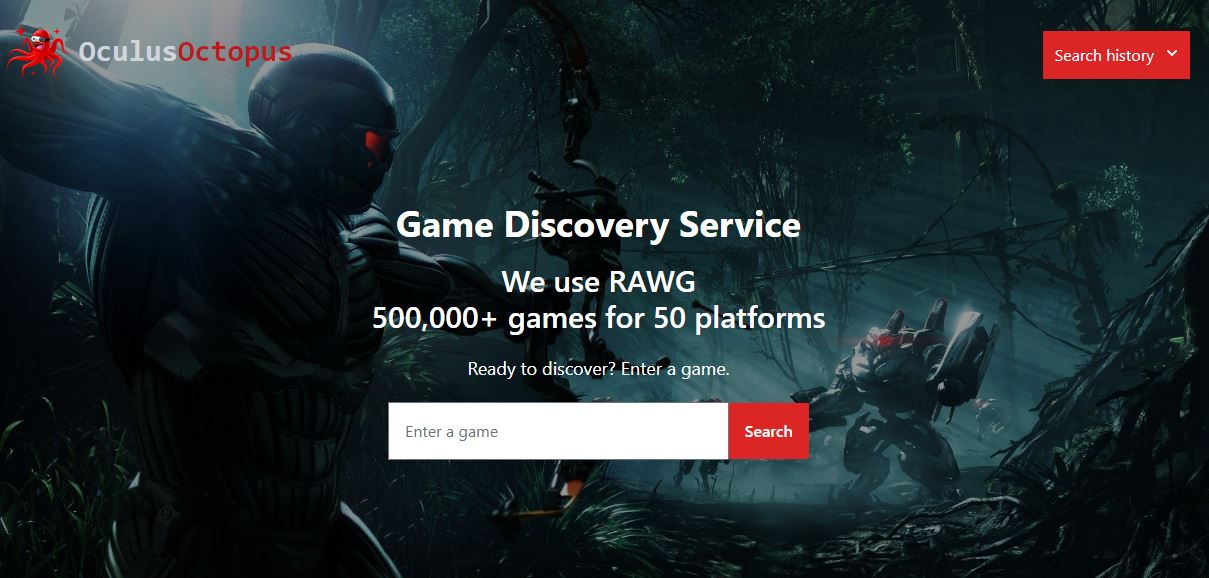 OculusOctopus
Search history
Game Discovery Service
We use RAWG
500,000+ games for 50 platforms
Ready to discover? Enter a game.
Enter a game
Search